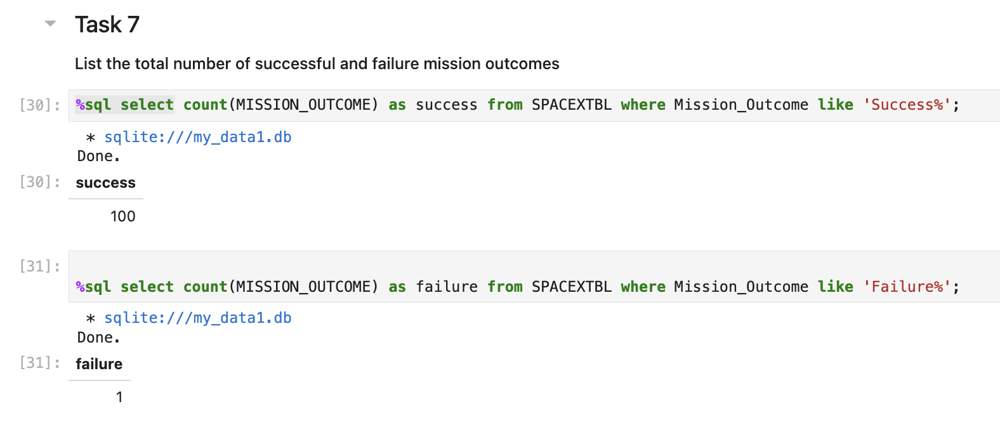 Task 7
List the total number of successful and failure mission outcomes
[30]: %sql select count(MISSION_OUTCOME) as success from SPACEXTBL where Mission_Outcome like 'Success%';
* sqlite:///my_data1.db
Done.
[30]: success
100
[31]:
%sql select count(MISSION_OUTCOME) as failure from SPACEXTBL where Mission_Outcome like 'Failure%';
* sqlite:///my_data1.db
Done.
[31]: failure
1